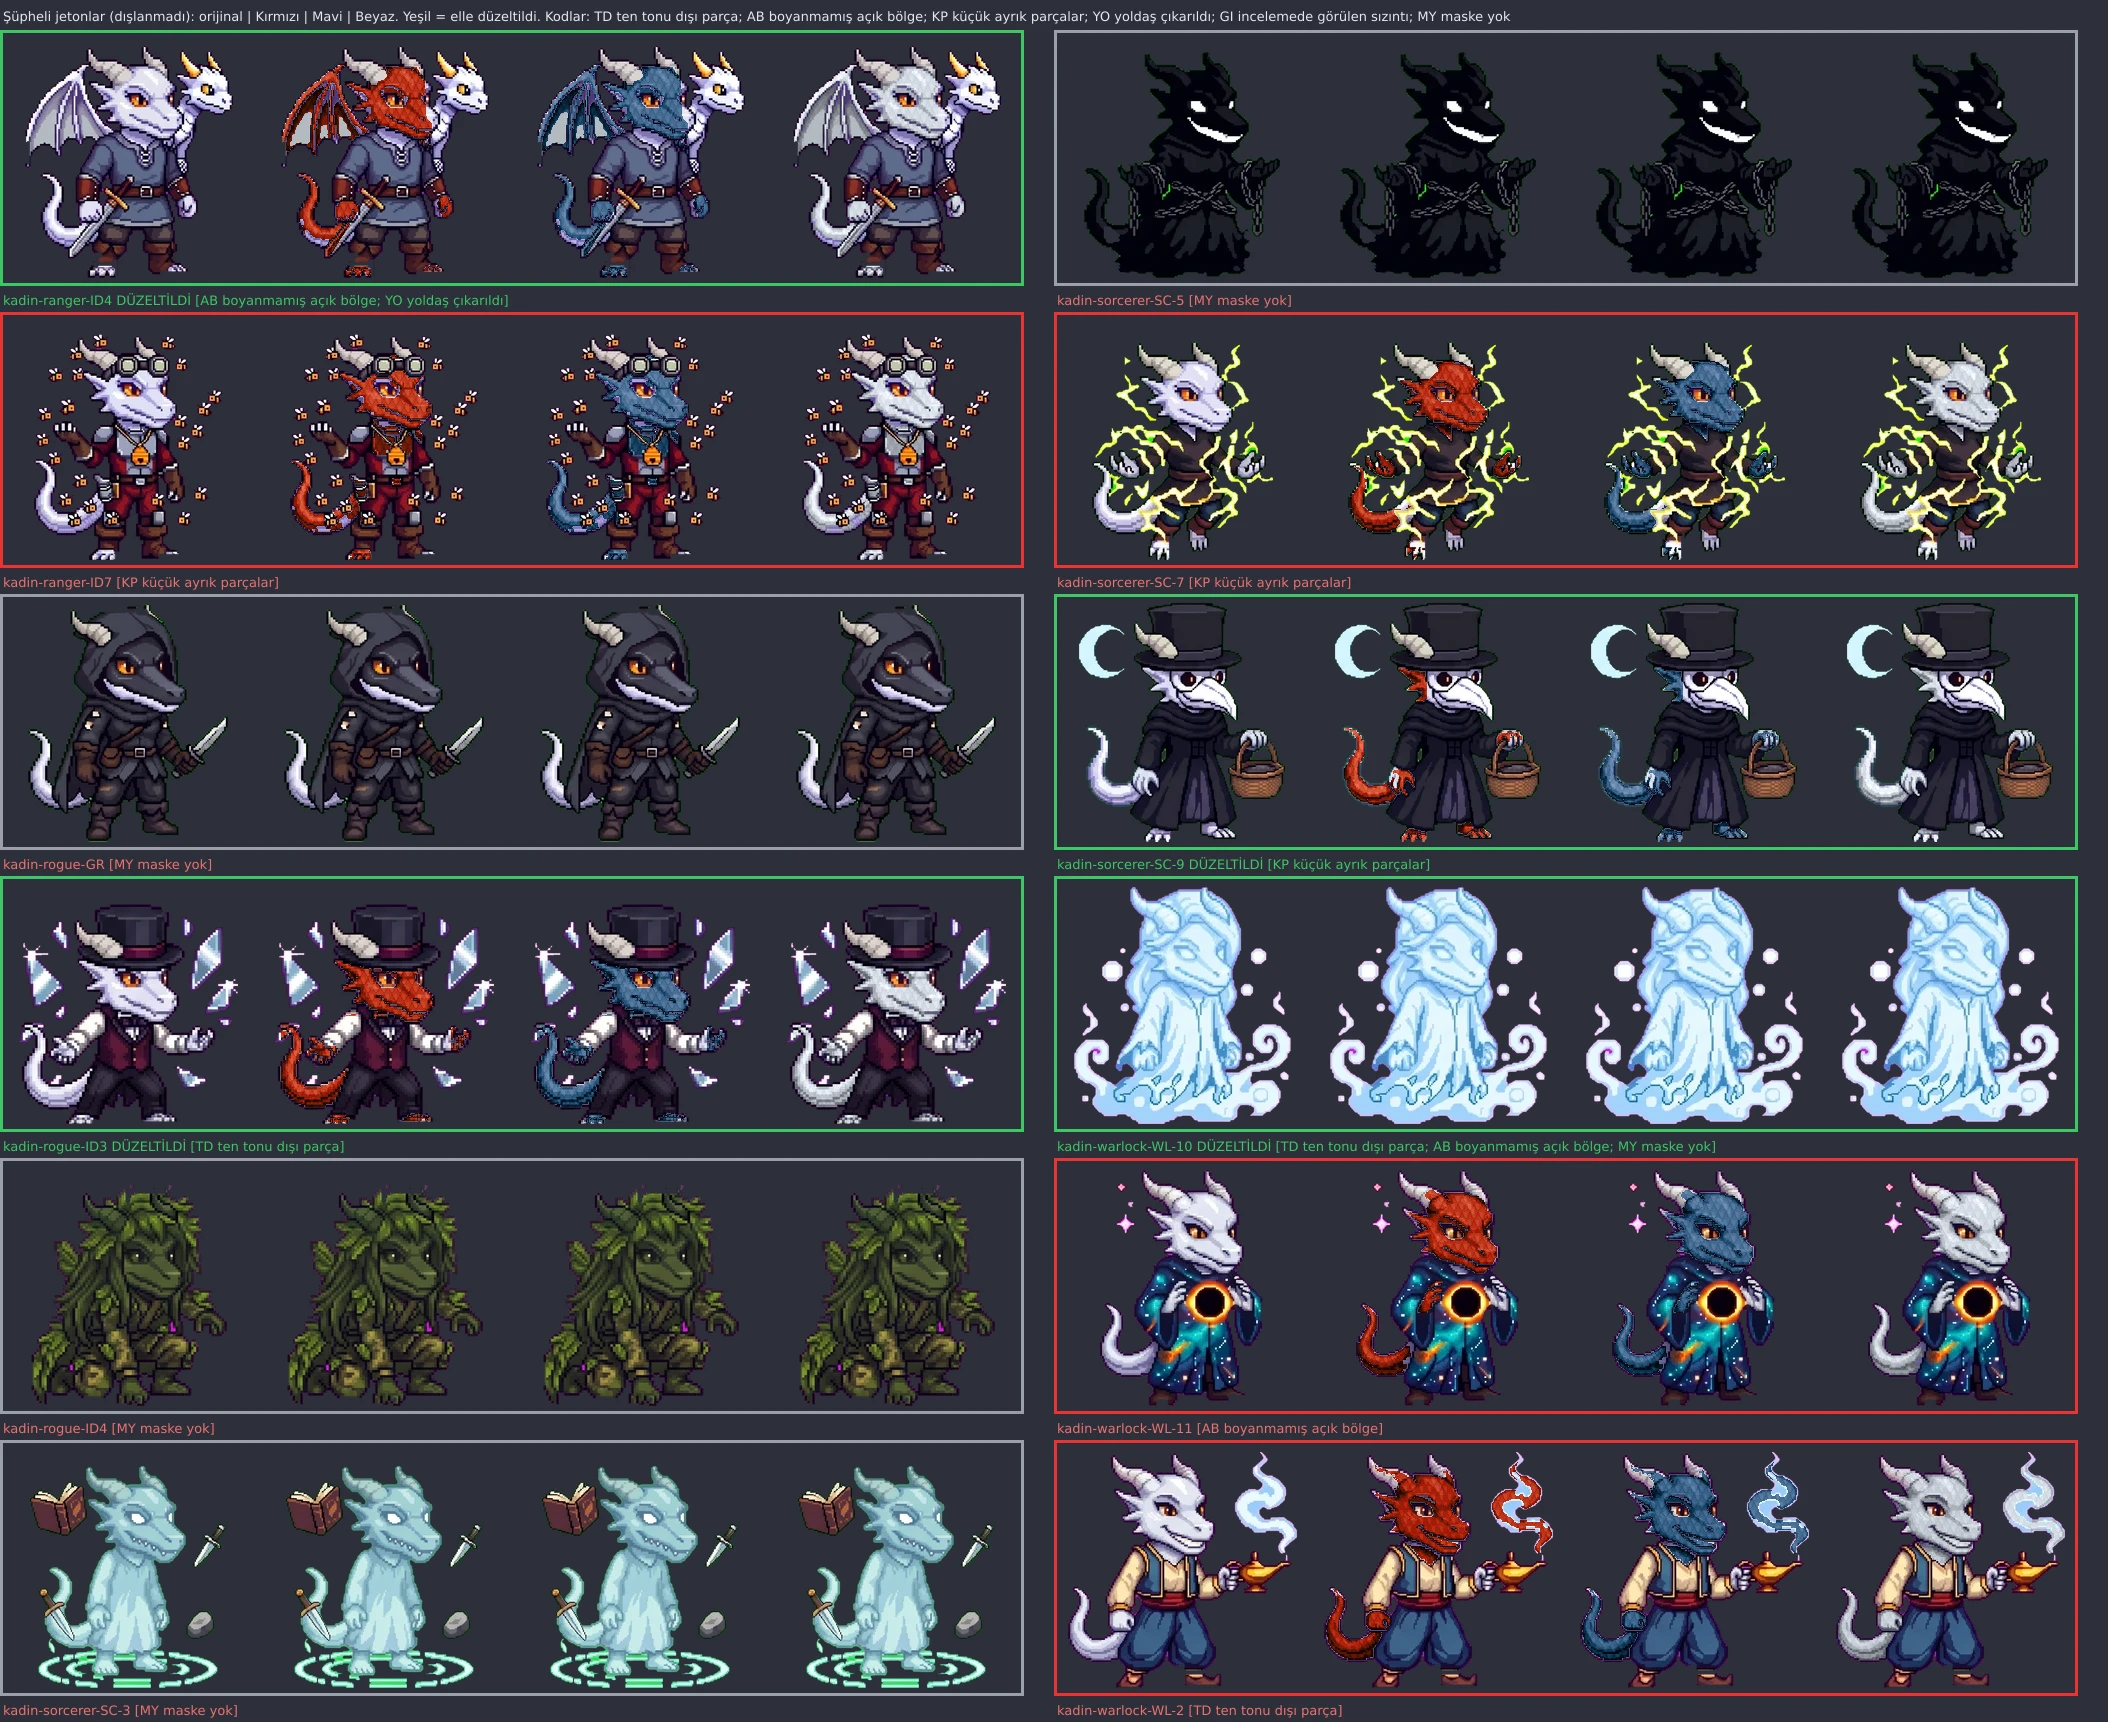 Şüpheli jetonlar (dışlanmadı): orijinal | Kırmızı | Mavi | Beyaz. Yeşil = elle düzeltildi. Kodlar: TD ten tonu dışı parça; AB boyanmamış açık bölge; KP küçük ayrık parçalar; YO yoldaş çıkarıldı; GI incelemede görülen sızıntı; MY maske yok
kadin-ranger-ID4 DÜZELTİLDİ [AB boyanmamış açık bölge; YO yoldaş çıkarıldı]
kadin-sorcerer-SC-5 [MY maske yok]
kadin-ranger-ID7 [KP küçük ayrık parçalar]
kadin-sorcerer-SC-7 [KP küçük ayrık parçalar]
kadin-rogue-GR [MY maske yok]
kadin-sorcerer-SC-9 DÜZELTİLDİ [KP küçük ayrık parçalar]
kadin-rogue-ID3 DÜZELTİLDİ [TD ten tonu dışı parça]
kadin-warlock-WL-10 DÜZELTİLDİ [TD ten tonu dışı parça; AB boyanmamış açık bölge; MY maske yok]
kadin-rogue-ID4 [MY maske yok]
kadin-warlock-WL-11 [AB boyanmamış açık bölge]
kadin-sorcerer-SC-3 [MY maske yok]
kadin-warlock-WL-2 [TD ten tonu dışı parça]